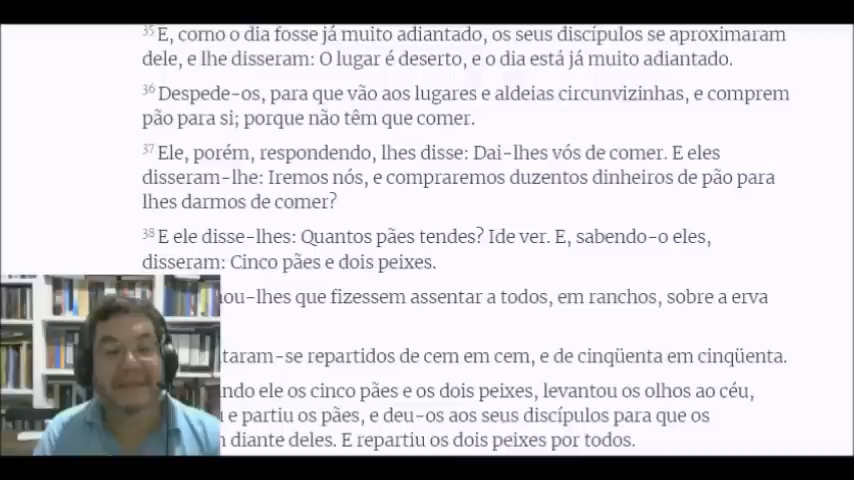 35E, como o dia fosse já muito adiantado, os seus discípulos se aproximaram
dele, e lhe disseram: O lugar é deserto, e o dia está já muito adiantado.
36Despede-os, para que vão aos lugares e aldeias circunvizinhas, e comprem
pão para si; porque não têm que comer.
37Ele, porém, respondendo, lhes disse: Dai-lhes vós de comer. E eles
disseram-lhe: Iremos nós, e compraremos duzentos dinheiros de pão para
lhes darmos de comer?
38E ele disse-lhes: Quantos pães tendes? Ide ver. E, sabendo-o eles,
disseram: Cinco pães e dois peixes.
ou-lhes que fizessem assentar a todos, em ranchos, sobre a erva
taram-se repartidos de cem em cem, e de cinqüenta em cinqüenta.
ndo ele os cinco pães e os dois peixes, levantou os olhos ao céu,
e partiu os pães, e deu-os aos seus discípulos para que os
diante deles. E repartiu os dois peixes por todos.